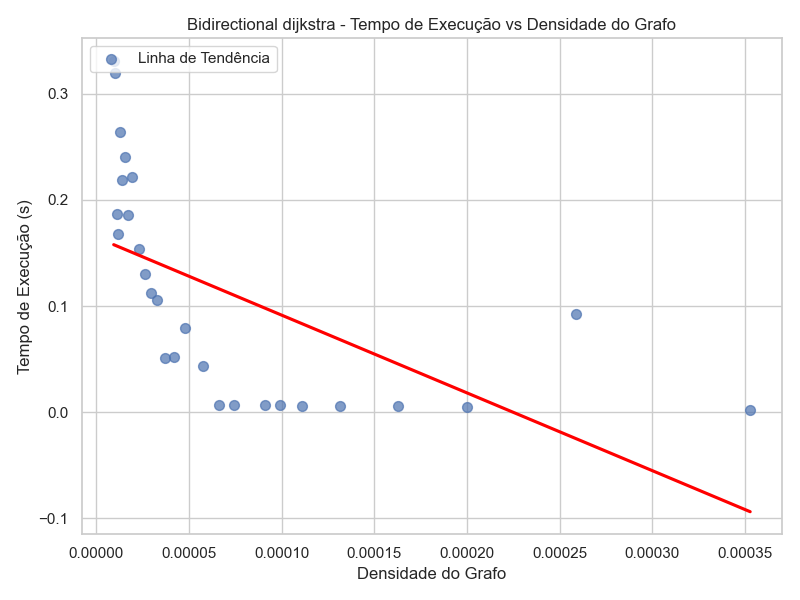 Bidirectional dijkstra - Tempo de Execução vs Densidade do Grafo
Linha de Tendência
Tempo de Execução (s)
0.3
0.2
0.1
0.0
−0.1
0.00000 0.00005 0.00010 0.00015 0.00020 0.00025 0.00030 0.00035
Densidade do Grafo